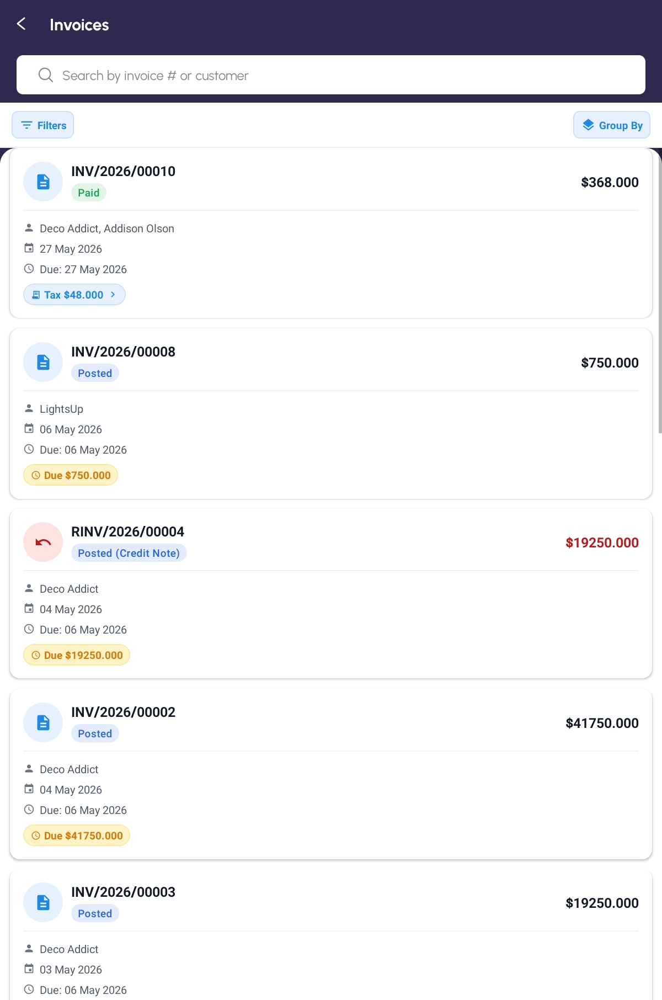 Invoices
Search by invoice # or customer
Filters
Group By
INV/2026/00010
Paid
$368.000
Deco Addict, Addison Olson
27 May 2026
Due: 27 May 2026
Tax $48.000
INV/2026/00008
Posted
$750.000
LightsUp
06 May 2026
Due: 06 May 2026
Due $750.000
RINV/2026/00004
Posted (Credit Note)
$19250.000
Deco Addict
04 May 2026
Due: 06 May 2026
Due $19250.000
INV/2026/00002
Posted
$41750.000
Deco Addict
04 May 2026
Due: 06 May 2026
Due $41750.000
INV/2026/00003
Posted
$19250.000
Deco Addict
03 May 2026
Due: 06 May 2026